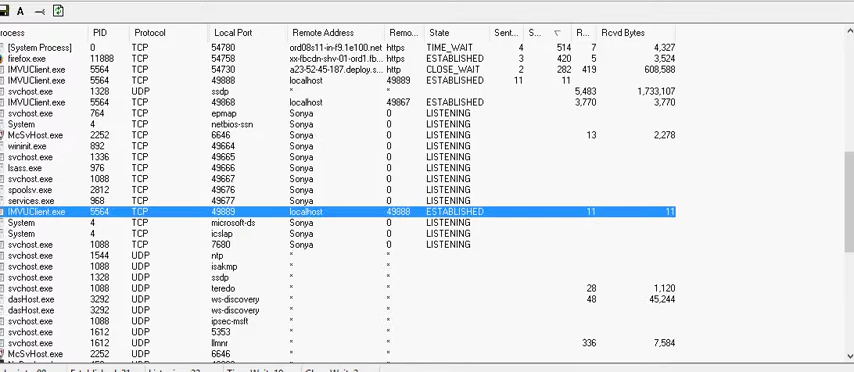 A
rocess PID Protocol Local Port Remote Address Remo... State Sent... S... R... Rcvd Bytes
[System Process] 0 TCP 54780 ord08s11-in-f9.1e100.net https TIME_WAIT 4 514 7 4,327
firefox.exe 11888 TCP 54758 xx-fbcdn-shv-01-ord1.fb... https ESTABLISHED 3 420 5 3,524
IMVUClient.exe 5564 TCP 54730 a23-52-45-187.deploy.s... http CLOSE_WAIT 2 282 419 608,588
IMVUClient.exe 5564 TCP 49888 localhost 49889 ESTABLISHED 11 11
svchost.exe 1328 UDP ssdp * * 5,483 1,733,107
IMVUClient.exe 5564 TCP 49868 localhost 49867 ESTABLISHED 3,770 3,770
svchost.exe 764 TCP epmap Sonya 0 LISTENING
System 4 TCP netbios-ssn Sonya 0 LISTENING
McSvHost.exe 2252 TCP 6646 Sonya 0 LISTENING 13 2,278
wininit.exe 892 TCP 49664 Sonya 0 LISTENING
svchost.exe 1336 TCP 49665 Sonya 0 LISTENING
lsass.exe 976 TCP 49666 Sonya 0 LISTENING
svchost.exe 1088 TCP 49667 Sonya 0 LISTENING
spoolsv.exe 2812 TCP 49676 Sonya 0 LISTENING
services.exe 968 TCP 49677 Sonya 0 LISTENING
IMVUClient.exe 5564 TCP 49889 localhost 49888 ESTABLISHED 11 11
System 4 TCP microsoft-ds Sonya 0 LISTENING
System 4 TCP icslap Sonya 0 LISTENING
svchost.exe 1088 TCP 7680 Sonya 0 LISTENING
svchost.exe 1544 UDP ntp * *
svchost.exe 1088 UDP isakmp * *
svchost.exe 1328 UDP ssdp * *
svchost.exe 1088 UDP teredo * * 28 1,120
dasHost.exe 3292 UDP ws-discovery * * 48 45,244
dasHost.exe 3292 UDP ws-discovery * *
svchost.exe 1088 UDP ipsec-msft * *
svchost.exe 1612 UDP 5353 * *
svchost.exe 1612 UDP llmnr * * 336 7,584
McSvHost.exe 2252 UDP 6646 * *